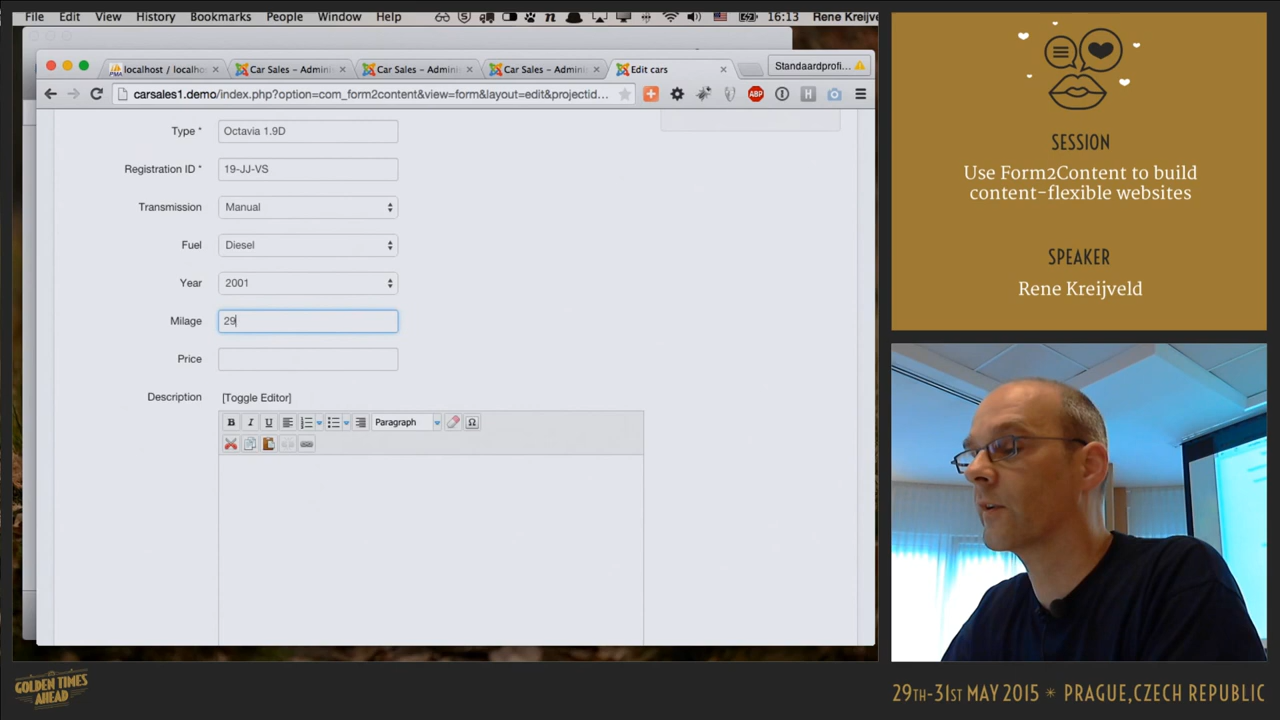 File Edit View History Bookmarks People Window Help 16:13 Rene Kreijve
localhost / localho Car Sales - Admini Car Sales - Admini Car Sales - Admini Edit cars Standaardprofi...
carsales1.demo/index.php?option=com_form2content&view=form&layout=edit&projectid...
ABP
Type * Octavia 1.9D
Registration ID * 19-JJ-VS
Transmission Manual
Fuel Diesel
Year 2001
Milage 29
Price
Description [Toggle Editor]
B I U Paragraph Ω
SESSION
Use Form2Content to build
content-flexible websites
SPEAKER
Rene Kreijveld
GOLDEN TIMES
AHEAD
29TH-31ST MAY 2015 * PRAGUE,CZECH REPUBLIC